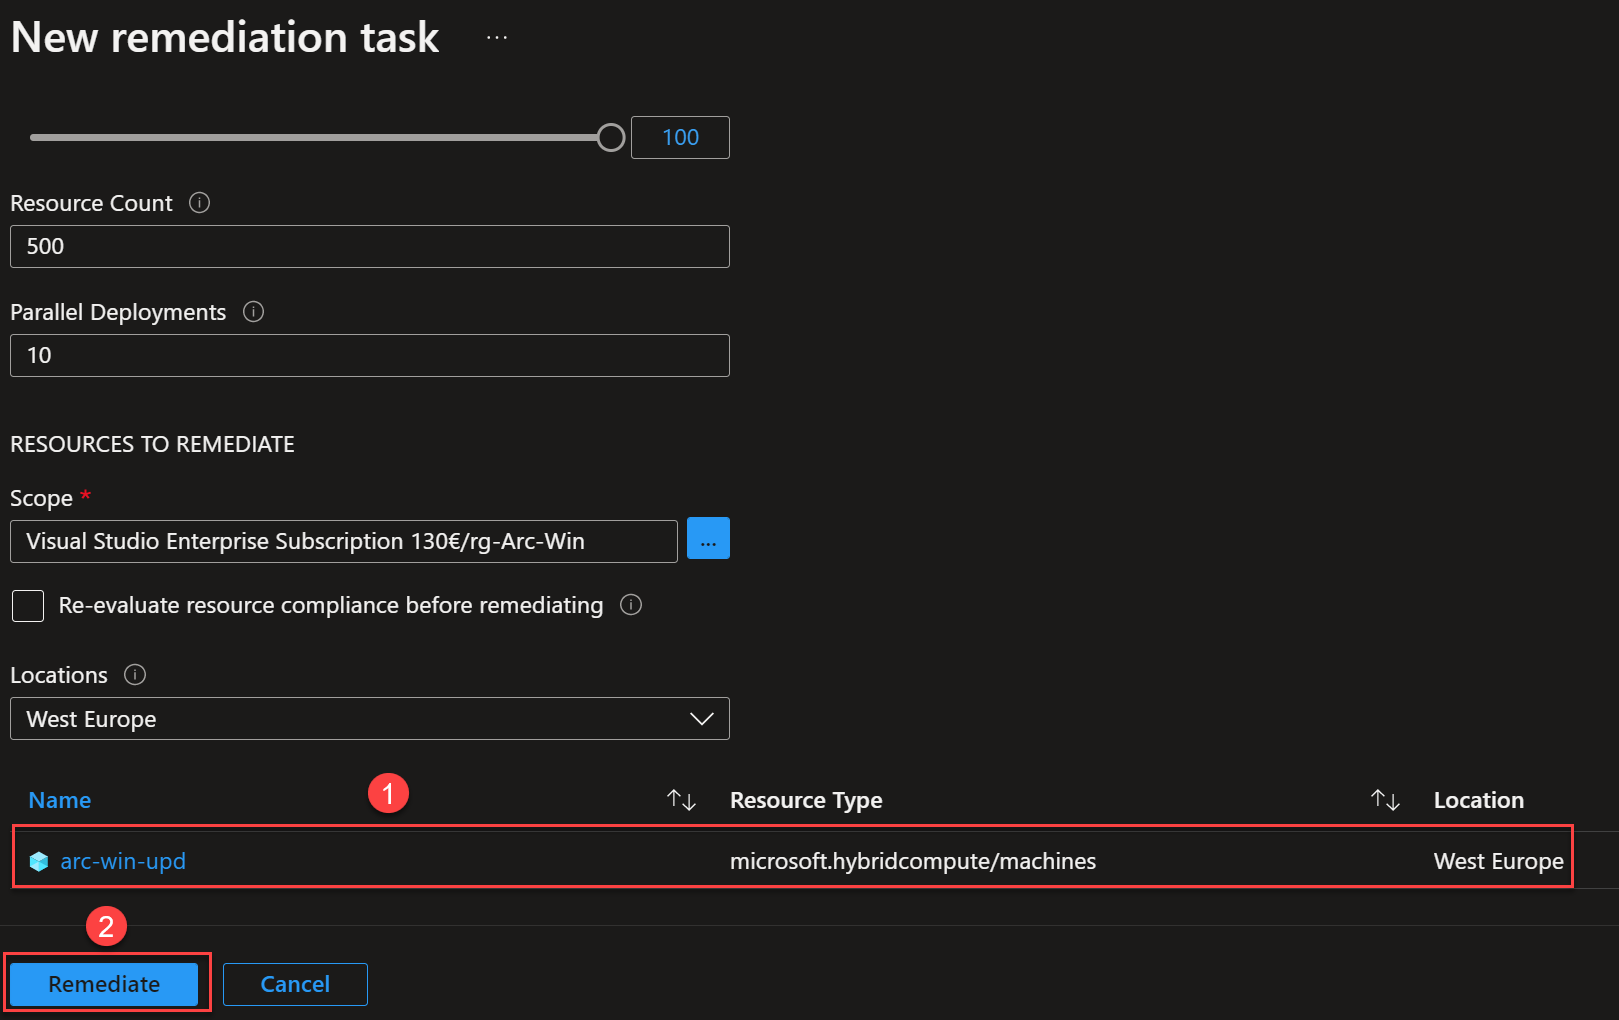 New remediation task ...
100
Resource Count
500
Parallel Deployments
10
RESOURCES TO REMEDIATE
Scope *
Visual Studio Enterprise Subscription 130€/rg-Arc-Win ...
Re-evaluate resource compliance before remediating
Locations
West Europe
Name 1 Resource Type Location
arc-win-upd microsoft.hybridcompute/machines West Europe
2
Remediate Cancel